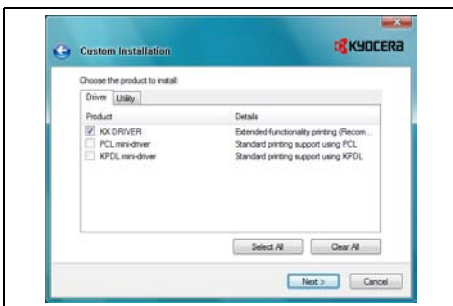 Custom Installation
KYOCERA
Choose the product to install:
Driver Utility
Product Details
KX DRIVER Extended-functionality printing (Recom...
PCL mini-driver Standard printing support using PCL
KPDL mini-driver Standard printing support using KPDL
Select All Clear All
Next > Cancel